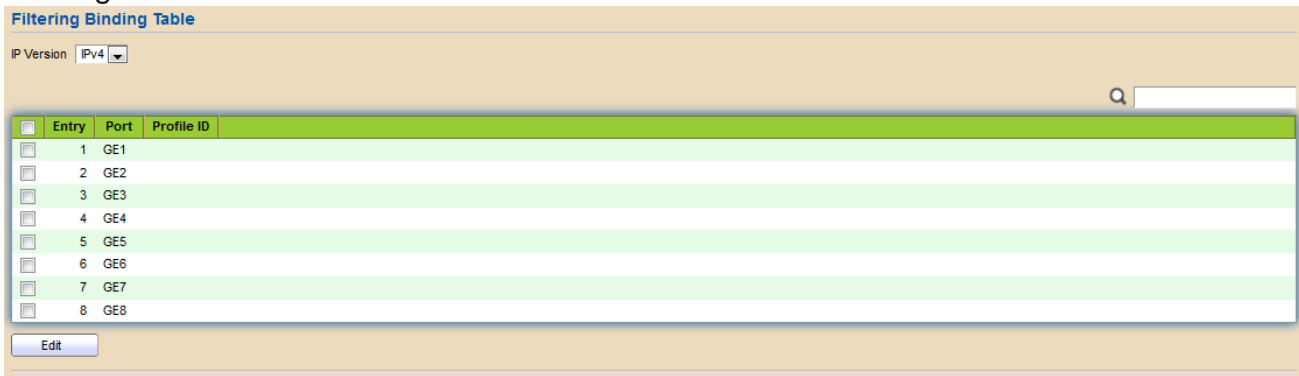 Filtering Binding Table
IP Version IPv4
Entry Port Profile ID
1 GE1
2 GE2
3 GE3
4 GE4
5 GE5
6 GE6
7 GE7
8 GE8
Edit